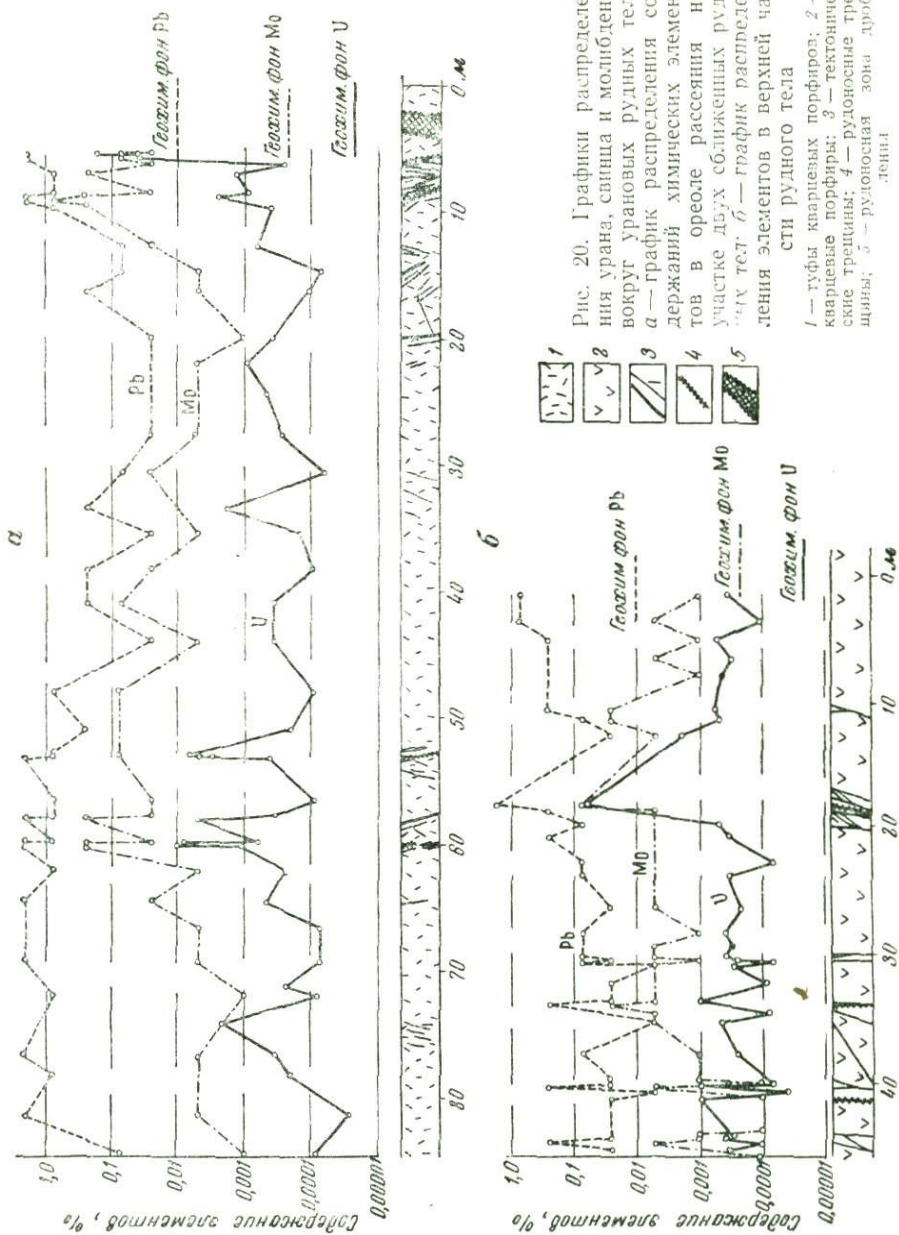 а
Содержание
элементов, %
1,0
0,1
0,01
0,001
0,0001
0,00001
Pb
Mo
U
Геохим. фон Pb
Геохим. фон Mo
Геохим. фон U
80
70
60
50
40
30
20
10
0 м
б
Содержание
элементов, %
1,0
0,1
0,01
0,001
0,0001
0,00001
Pb
Mo
U
Геохим. фон Pb
Геохим. фон Mo
Геохим. фон U
40
30
20
10
0 м
1
2
3
4
5
Рис. 20. Графики распределе
ния урана, свинца и молибден
вокруг урановых рудных тел
а — график распределения со
держаний химических элемен
тов в ореоле рассеяния н
участке двух сближенных руд
ных тел; б — график распреде
ления элементов в верхней ча
сти рудного тела
1 — туфы кварцевых порфиров; 2 —
кварцевые порфиры; 3 — тектониче
ские трещины; 4 — рудоносные тре
щины; 5 — рудоносная зона дроб
ления